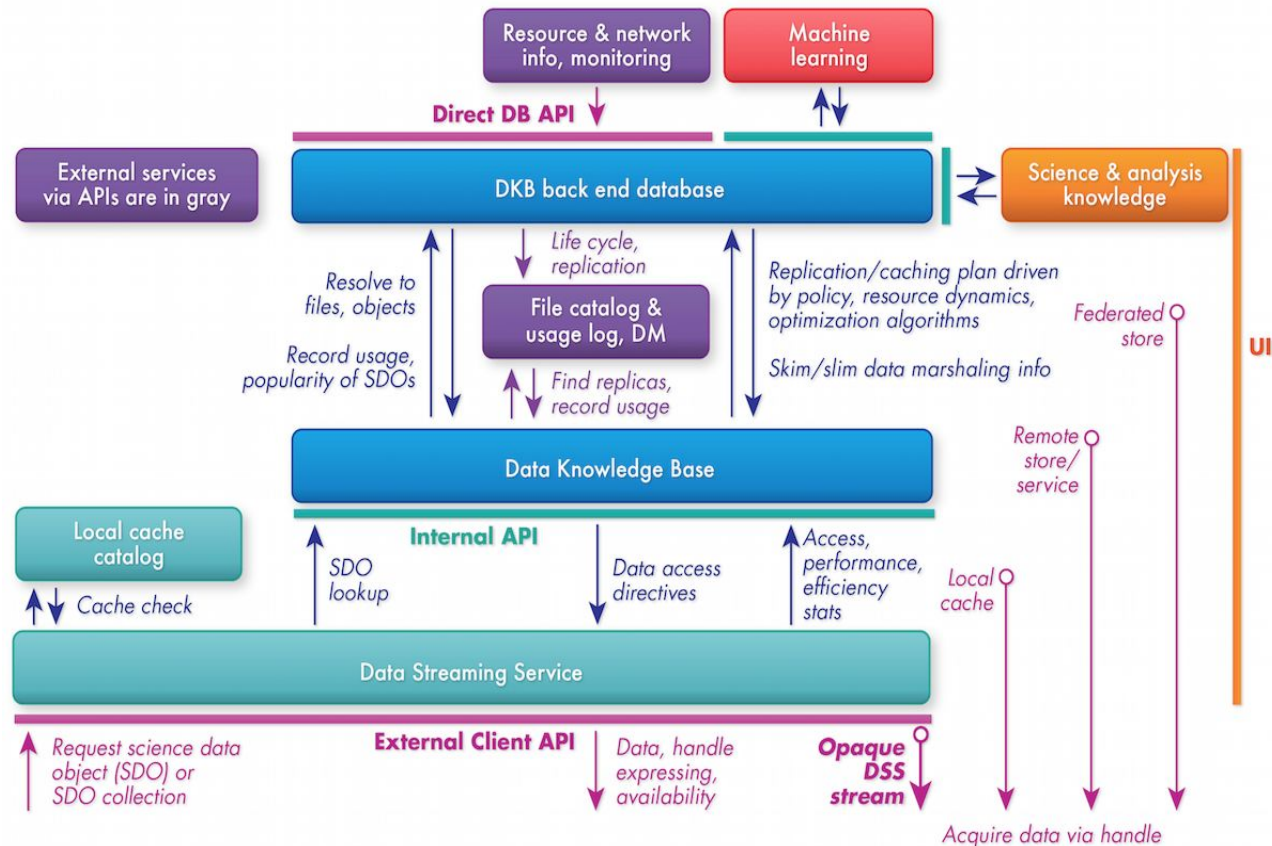 Resource & network
info, monitoring
Machine
learning
Direct DB API
External services
via APIs are in gray
DKB back end database
Science & analysis
knowledge
Life cycle,
replication
Resolve to
files, objects
Replication/caching plan driven
by policy, resource dynamics,
optimization algorithms
File catalog &
usage log, DM
Federated
store
UI
Record usage,
popularity of SDOs
Find replicas,
record usage
Skim/slim data marshaling info
Remote
store/
service
Data Knowledge Base
Internal API
Local cache
catalog
Cache check
SDO
lookup
Data access
directives
Access,
performance,
efficiency
stats
Local
cache
Data Streaming Service
External Client API
Request science data
object (SDO) or
SDO collection
Data, handle
expressing,
availability
Opaque
DSS
stream
Acquire data via handle